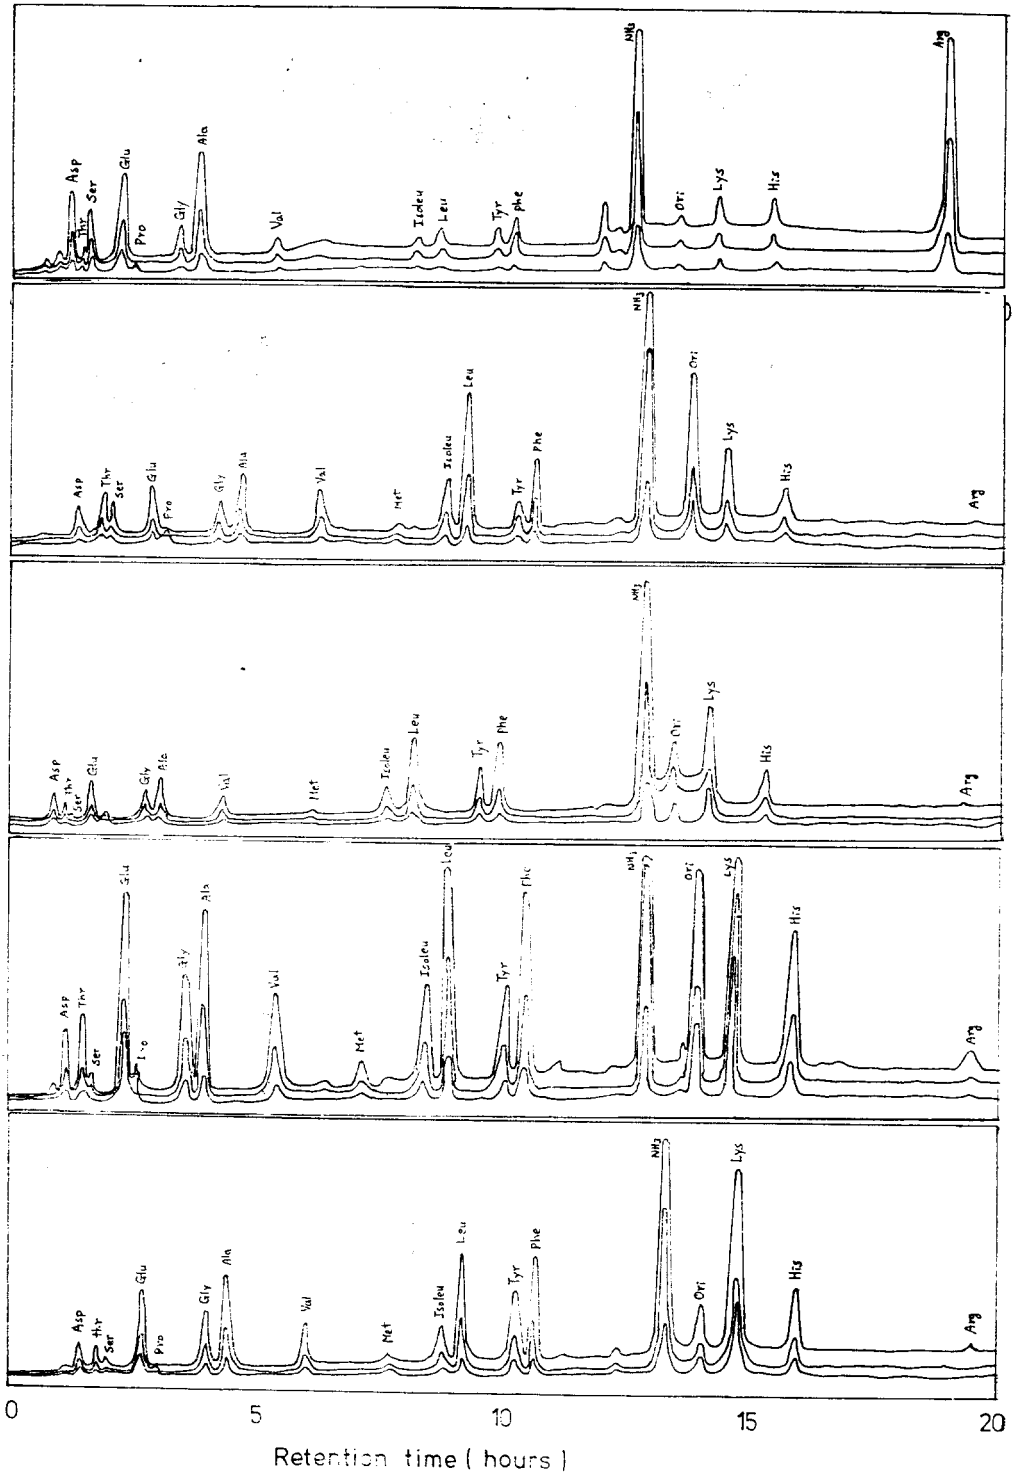 Asp Thr Ser Glu Pro Gly Ala Val Isoleu Leu Tyr Phe NH3 Ori Lys His Arg
Asp Thr Ser Glu Pro Gly Ala Val Met Isoleu Leu Tyr Phe NH3 Ori Lys His Arg
Asp Thr Ser Glu Gly Ala Val Met Isoleu Leu Tyr Phe NH3 Ori Lys His Arg
Asp Thr Ser Glu Gly Ala Val Met Isoleu Leu Tyr Phe NH3 Ori Lys His Arg
Asp thr Ser Glu Pro Gly Ala Val Met Isoleu Leu Tyr Phe NH3 Ori Lys His Arg
0 5 10 15 20
Retention time ( hours )